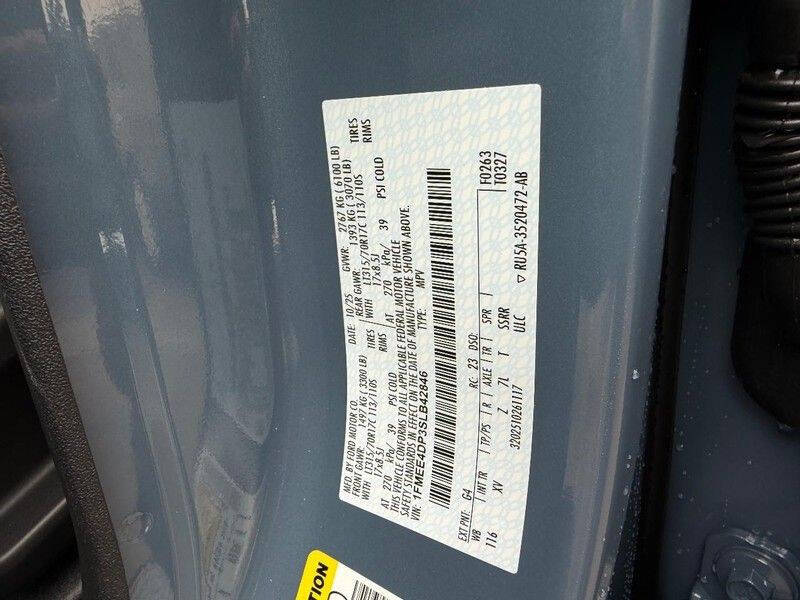 MFD. BY FORD MOTOR CO. DATE: 10/25 GVWR: 2767 KG ( 6100 LB)
FRONT GAWR: 1497 KG ( 3300 LB) REAR GAWR: 1393 KG ( 3070 LB)
WITH LT315/70R17C 113/110S TIRES WITH LT315/70R17C 113/110S TIRES
17x8.5J RIMS 17x8.5J RIMS
AT 270 kPa/ 39 PSI COLD AT 270 kPa/ 39 PSI COLD
THIS VEHICLE CONFORMS TO ALL APPLICABLE FEDERAL MOTOR VEHICLE
SAFETY STANDARDS IN EFFECT ON THE DATE OF MANUFACTURE SHOWN ABOVE.
VIN: 1FMEE4DP3SLB42846 TYPE: MPV
F0263
EXT PNT: G4 RC: 23 DSO: T0327
WB INT TR TP/PS R AXLE TR SPR
116 XV Z 7L T SSRR
3202510261117 ULC
▽ RU5A-3520472-AB
TION